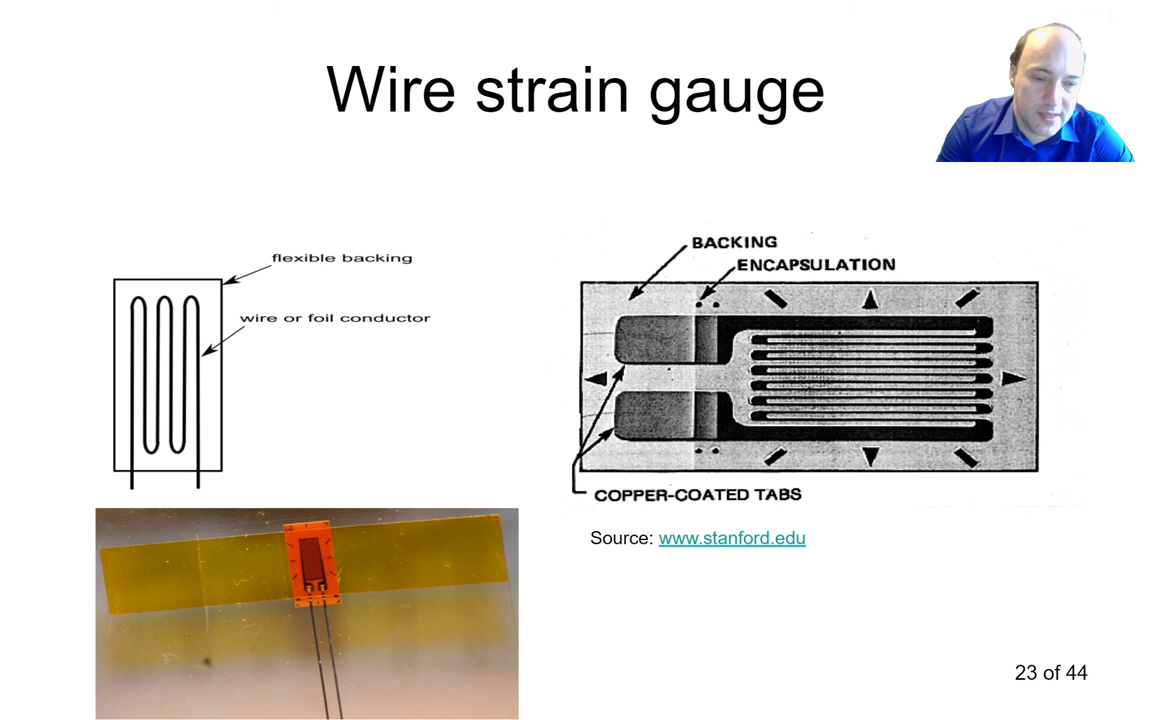 Wire strain gauge
flexible backing
wire or foil conductor
BACKING
ENCAPSULATION
COPPER-COATED TABS
Source: www.stanford.edu
23 of 44